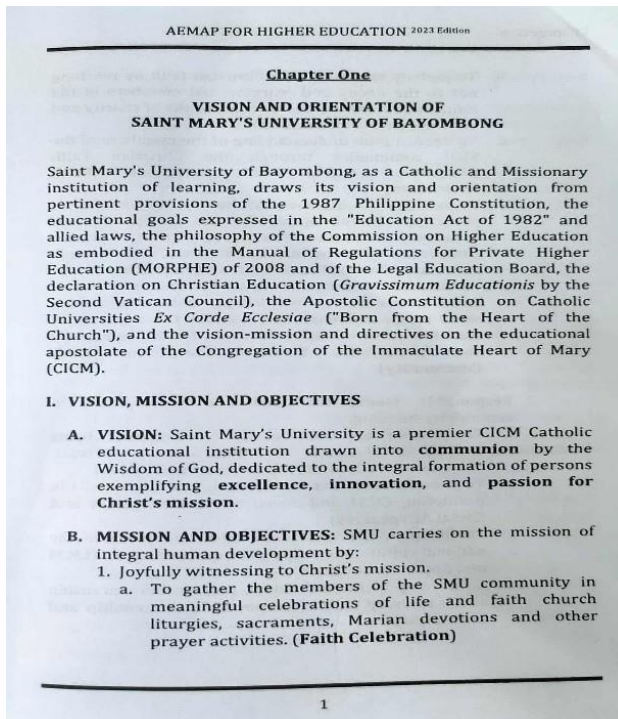 AEMAP FOR HIGHER EDUCATION 2023 Edition
Chapter One
VISION AND ORIENTATION OF
SAINT MARY'S UNIVERSITY OF BAYOMBONG
Saint Mary's University of Bayombong, as a Catholic and Missionary
institution of learning, draws its vision and orientation from
pertinent provisions of the 1987 Philippine Constitution, the
educational goals expressed in the "Education Act of 1982" and
allied laws, the philosophy of the Commission on Higher Education
as embodied in the Manual of Regulations for Private Higher
Education (MORPHE) of 2008 and of the Legal Education Board, the
declaration on Christian Education (Gravissimum Educationis by the
Second Vatican Council), the Apostolic Constitution on Catholic
Universities Ex Corde Ecclesiae ("Born from the Heart of the
Church"), and the vision-mission and directives on the educational
apostolate of the Congregation of the Immaculate Heart of Mary
(CICM).
I. VISION, MISSION AND OBJECTIVES
A. VISION: Saint Mary's University is a premier CICM Catholic
educational institution drawn into communion by the
Wisdom of God, dedicated to the integral formation of persons
exemplifying excellence, innovation, and passion for
Christ's mission.
B. MISSION AND OBJECTIVES: SMU carries on the mission of
integral human development by:
1. Joyfully witnessing to Christ's mission.
a. To gather the members of the SMU community in
meaningful celebrations of life and faith church
liturgies, sacraments, Marian devotions and other
prayer activities. (Faith Celebration)
1